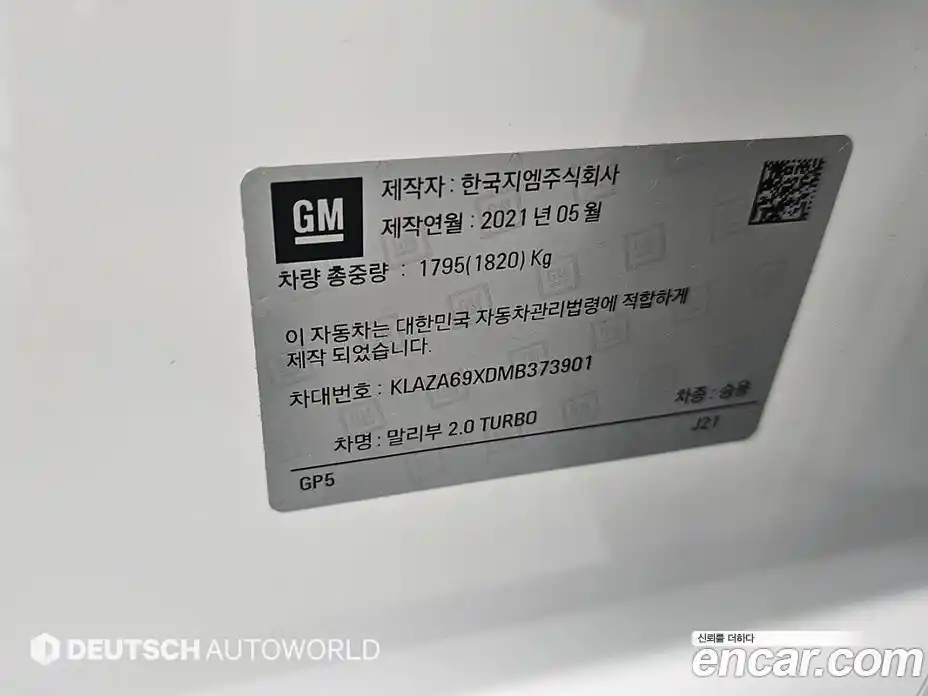 GM
제작자 : 한국지엠주식회사
제작연월 : 2021 년 05 월
차량 총중량 : 1795(1820) Kg
이 자동차는 대한민국 자동차관리법령에 적합하게
제작 되었습니다.
차대번호 : KLAZA69XDMB373901
차종 : 승용
차명 : 말리부 2.0 TURBO
J21
GP5
DEUTSCH AUTOWORLD
신뢰를 더하다
encar.com